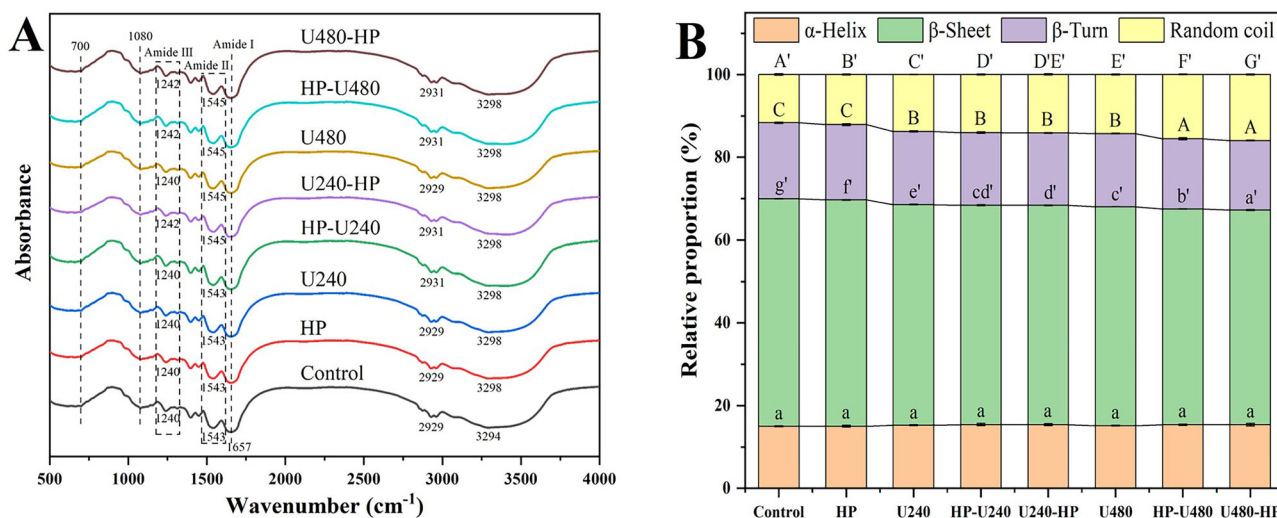 A
Absorbance
Wavenumber (cm⁻¹)
500 1000 1500 2000 2500 3000 3500 4000
700 1080 Amide III Amide II Amide I
U480-HP
1242 1545 2931 3298
HP-U480
1242 1545 2931 3298
U480
1240 1545 2929 3298
U240-HP
1242 1545 2931 3298
HP-U240
1240 1543 2931 3298
U240
1240 1543 2929 3298
HP
1240 1543 2929 3298
Control
1240 1543 1657 2929 3294
B
α-Helix β-Sheet β-Turn Random coil
Relative proportion (%)
100
80
60
40
20
0
A' B' C' D' D'E' E' F' G'
C C B B B B A A
g' f' e' cd' d' c' b' a'
a a a a a a a a
Control HP U240 HP-U240 U240-HP U480 HP-U480 U480-HP